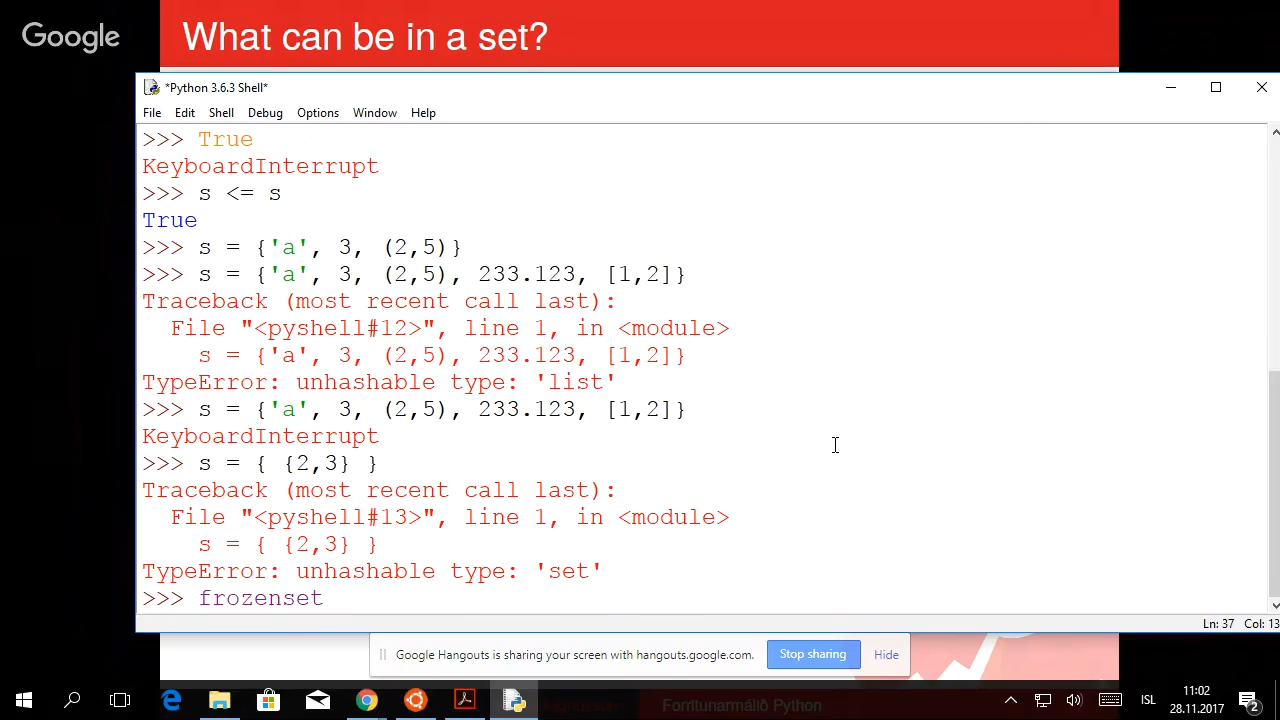 Google
What can be in a set?
*Python 3.6.3 Shell*
File Edit Shell Debug Options Window Help
>>> True
KeyboardInterrupt
>>> s <= s
True
>>> s = {'a', 3, (2,5)}
>>> s = {'a', 3, (2,5), 233.123, [1,2]}
Traceback (most recent call last):
  File "<pyshell#12>", line 1, in <module>
    s = {'a', 3, (2,5), 233.123, [1,2]}
TypeError: unhashable type: 'list'
>>> s = {'a', 3, (2,5), 233.123, [1,2]}
KeyboardInterrupt
>>> s = { {2,3} }
Traceback (most recent call last):
  File "<pyshell#13>", line 1, in <module>
    s = { {2,3} }
TypeError: unhashable type: 'set'
>>> frozenset
Ln: 37 Col: 13
Google Hangouts is sharing your screen with hangouts.google.com. Stop sharing Hide
Forritunarmálið Python
ISL
11:02
28.11.2017
2